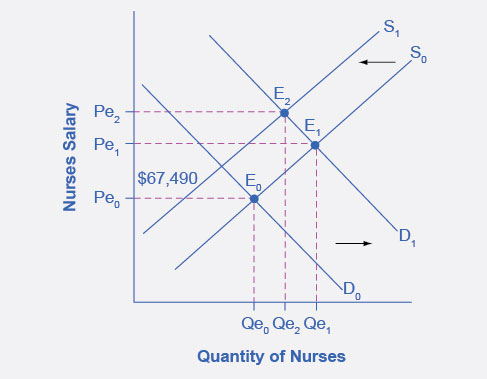 S₁
S₀
E₂
Pe₂
E₁
Pe₁
$67,490
E₀
Pe₀
D₁
D₀
Qe₀ Qe₂ Qe₁
Nurses Salary
Quantity of Nurses